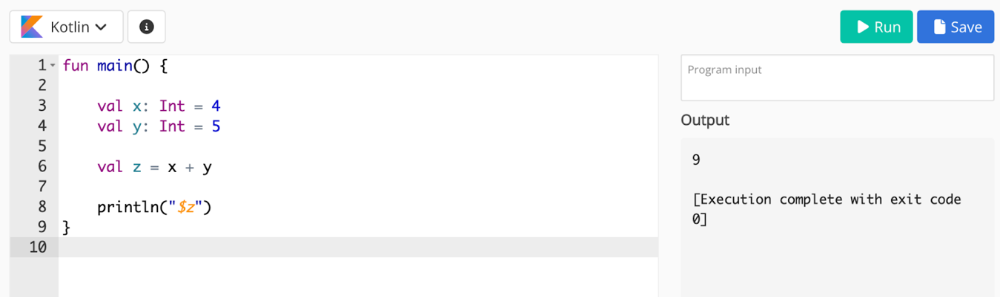 Kotlin
Run
Save
1 fun main() {
2
3     val x: Int = 4
4     val y: Int = 5
5
6     val z = x + y
7
8     println("$z")
9 }
10
Program input
Output
9
[Execution complete with exit code
0]